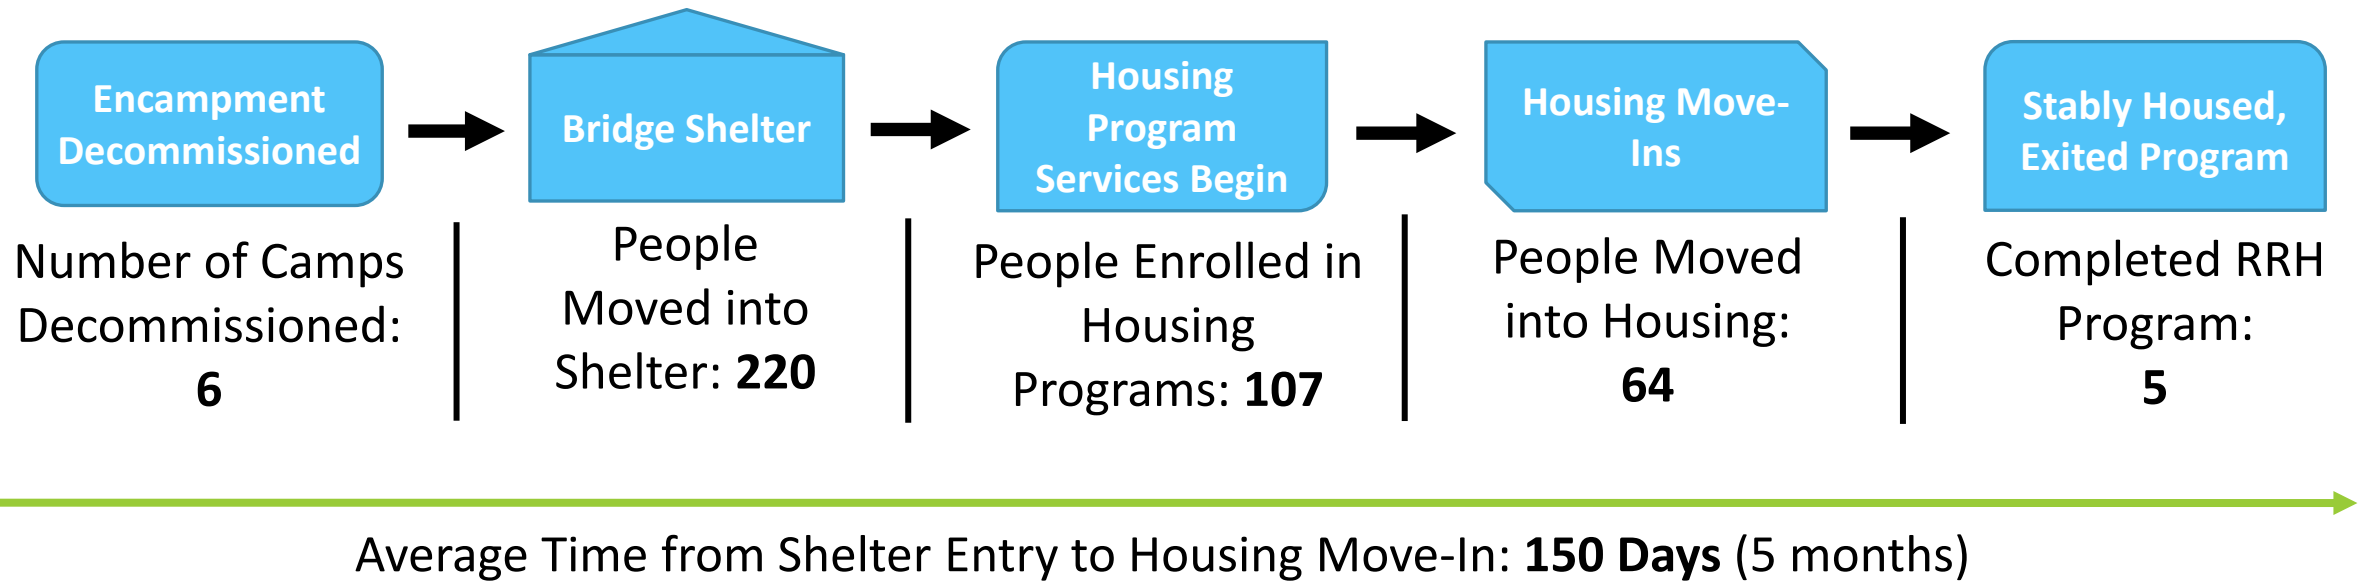 Encampment
Decommissioned
Bridge Shelter
Housing
Program
Services Begin
Housing Move-
Ins
Stably Housed,
Exited Program
Number of Camps
Decommissioned:
6
People
Moved into
Shelter: 220
People Enrolled in
Housing
Programs: 107
People Moved
into Housing:
64
Completed RRH
Program:
5
Average Time from Shelter Entry to Housing Move-In: 150 Days (5 months)